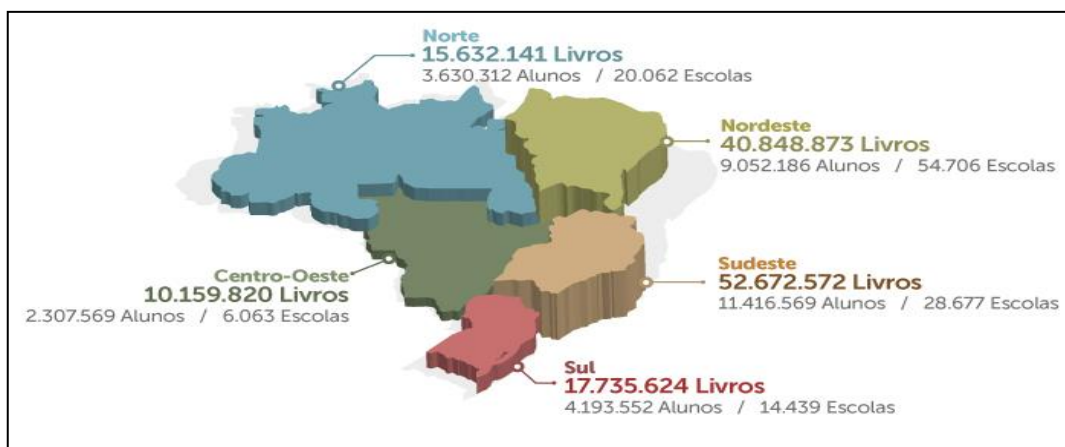 Norte
15.632.141 Livros
3.630.312 Alunos / 20.062 Escolas
Nordeste
40.848.873 Livros
9.052.186 Alunos / 54.706 Escolas
Centro-Oeste
10.159.820 Livros
2.307.569 Alunos / 6.063 Escolas
Sudeste
52.672.572 Livros
11.416.569 Alunos / 28.677 Escolas
Sul
17.735.624 Livros
4.193.552 Alunos / 14.439 Escolas